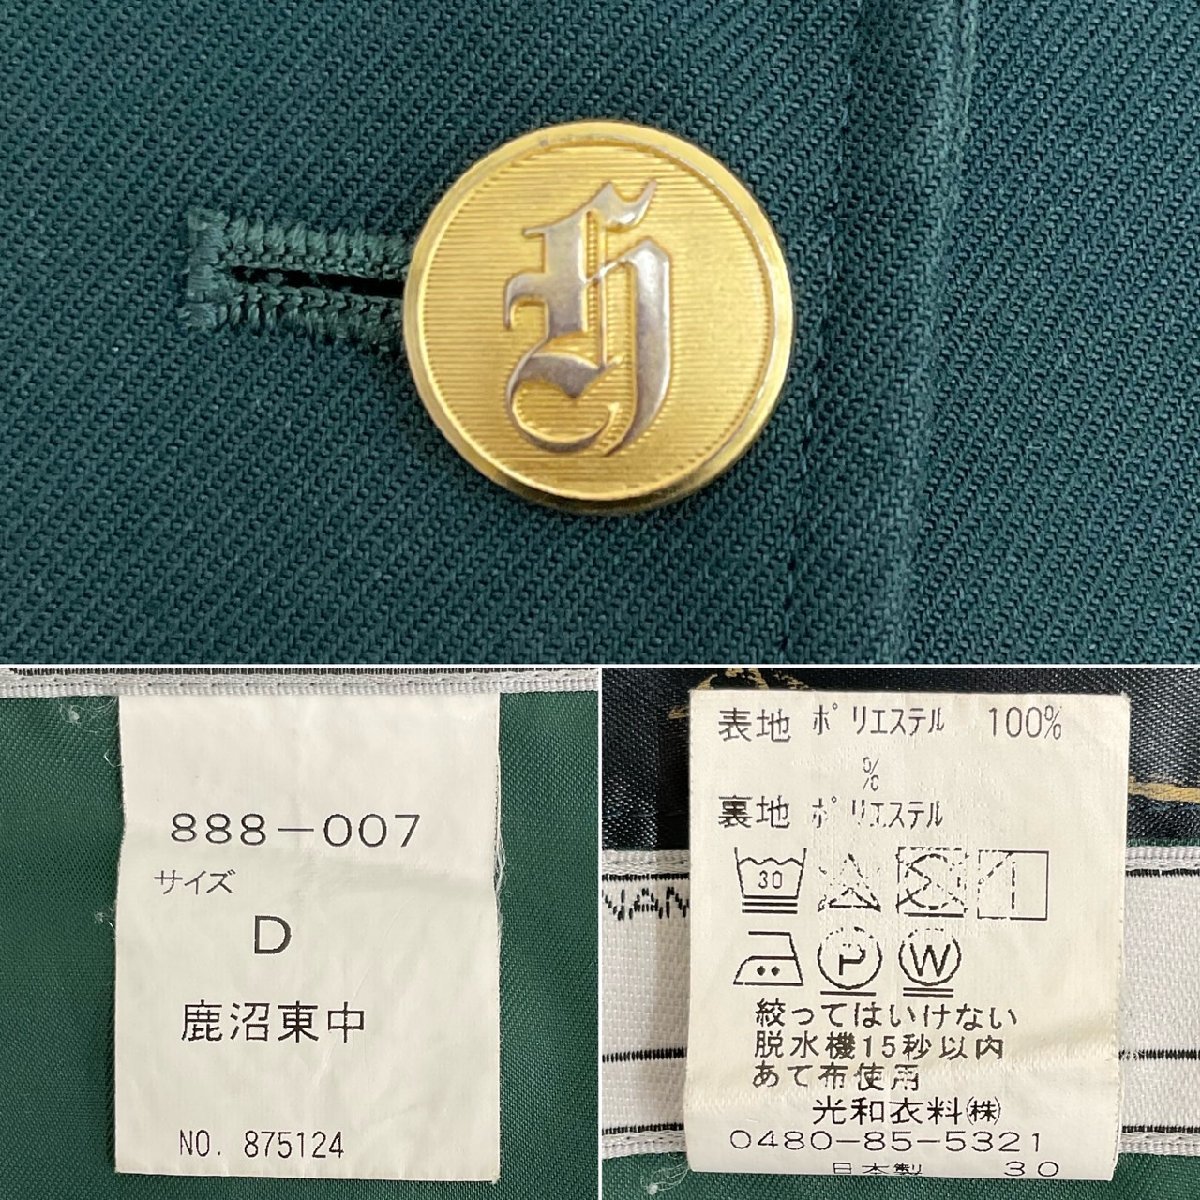 H
888-007
サイズ
D
鹿沼東中
NO. 875124
表地 ポリエステル 100%
裏地 ポリエステル
30
P
W
絞ってはいけない
脱水機15秒以内
あて布使用
光和衣料(株)
0480-85-5321
日本製 30
NAM